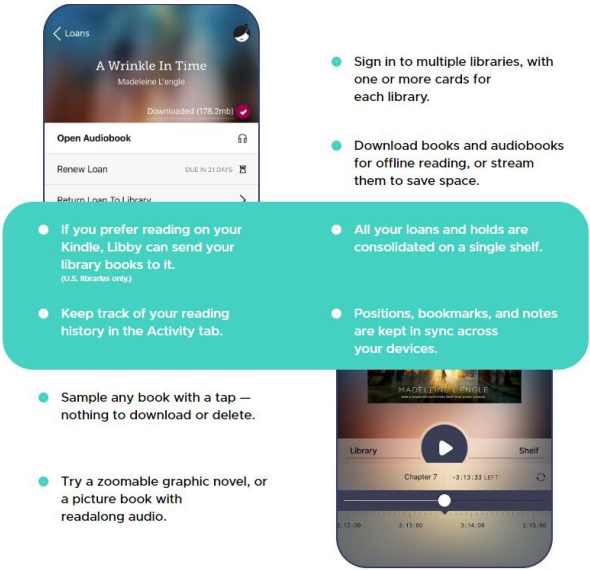 Loans
A Wrinkle In Time
Madeleine L'engle
Downloaded (178.2mb)
Open Audiobook
Renew Loan
DUE IN 21 DAYS
Return Loan To Library
Sign in to multiple libraries, with
one or more cards for
each library.
Download books and audiobooks
for offline reading, or stream
them to save space.
If you prefer reading on your
Kindle, Libby can send your
library books to it.
(U.S. libraries only.)
Keep track of your reading
history in the Activity tab.
All your loans and holds are
consolidated on a single shelf.
Positions, bookmarks, and notes
are kept in sync across
your devices.
Sample any book with a tap —
nothing to download or delete.
Try a zoomable graphic novel, or
a picture book with
readalong audio.
MADELEINE L'ENGLE
Library
Shelf
Chapter 7 -3:13:33 LEFT
3:12:00 3:13:00 3:14:00 3:15:00